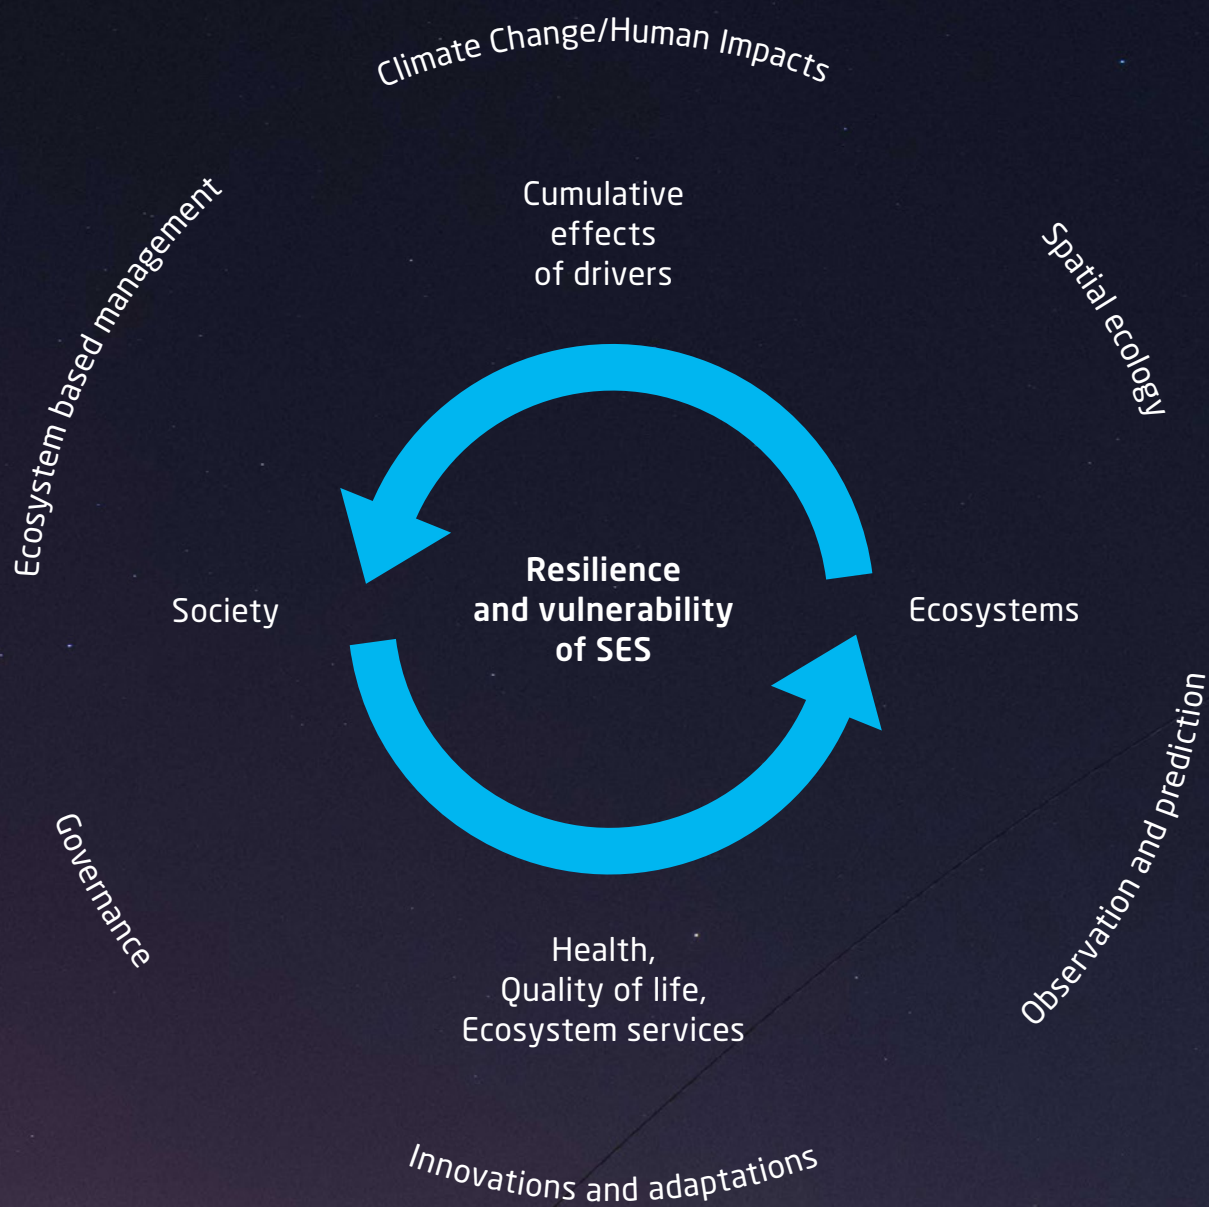 Climate Change/Human Impacts
Ecosystem based management
Spatial ecology
Cumulative
effects
of drivers
Society
Resilience
and vulnerability
of SES
Ecosystems
Governance
Observation and prediction
Health,
Quality of life,
Ecosystem services
Innovations and adaptations